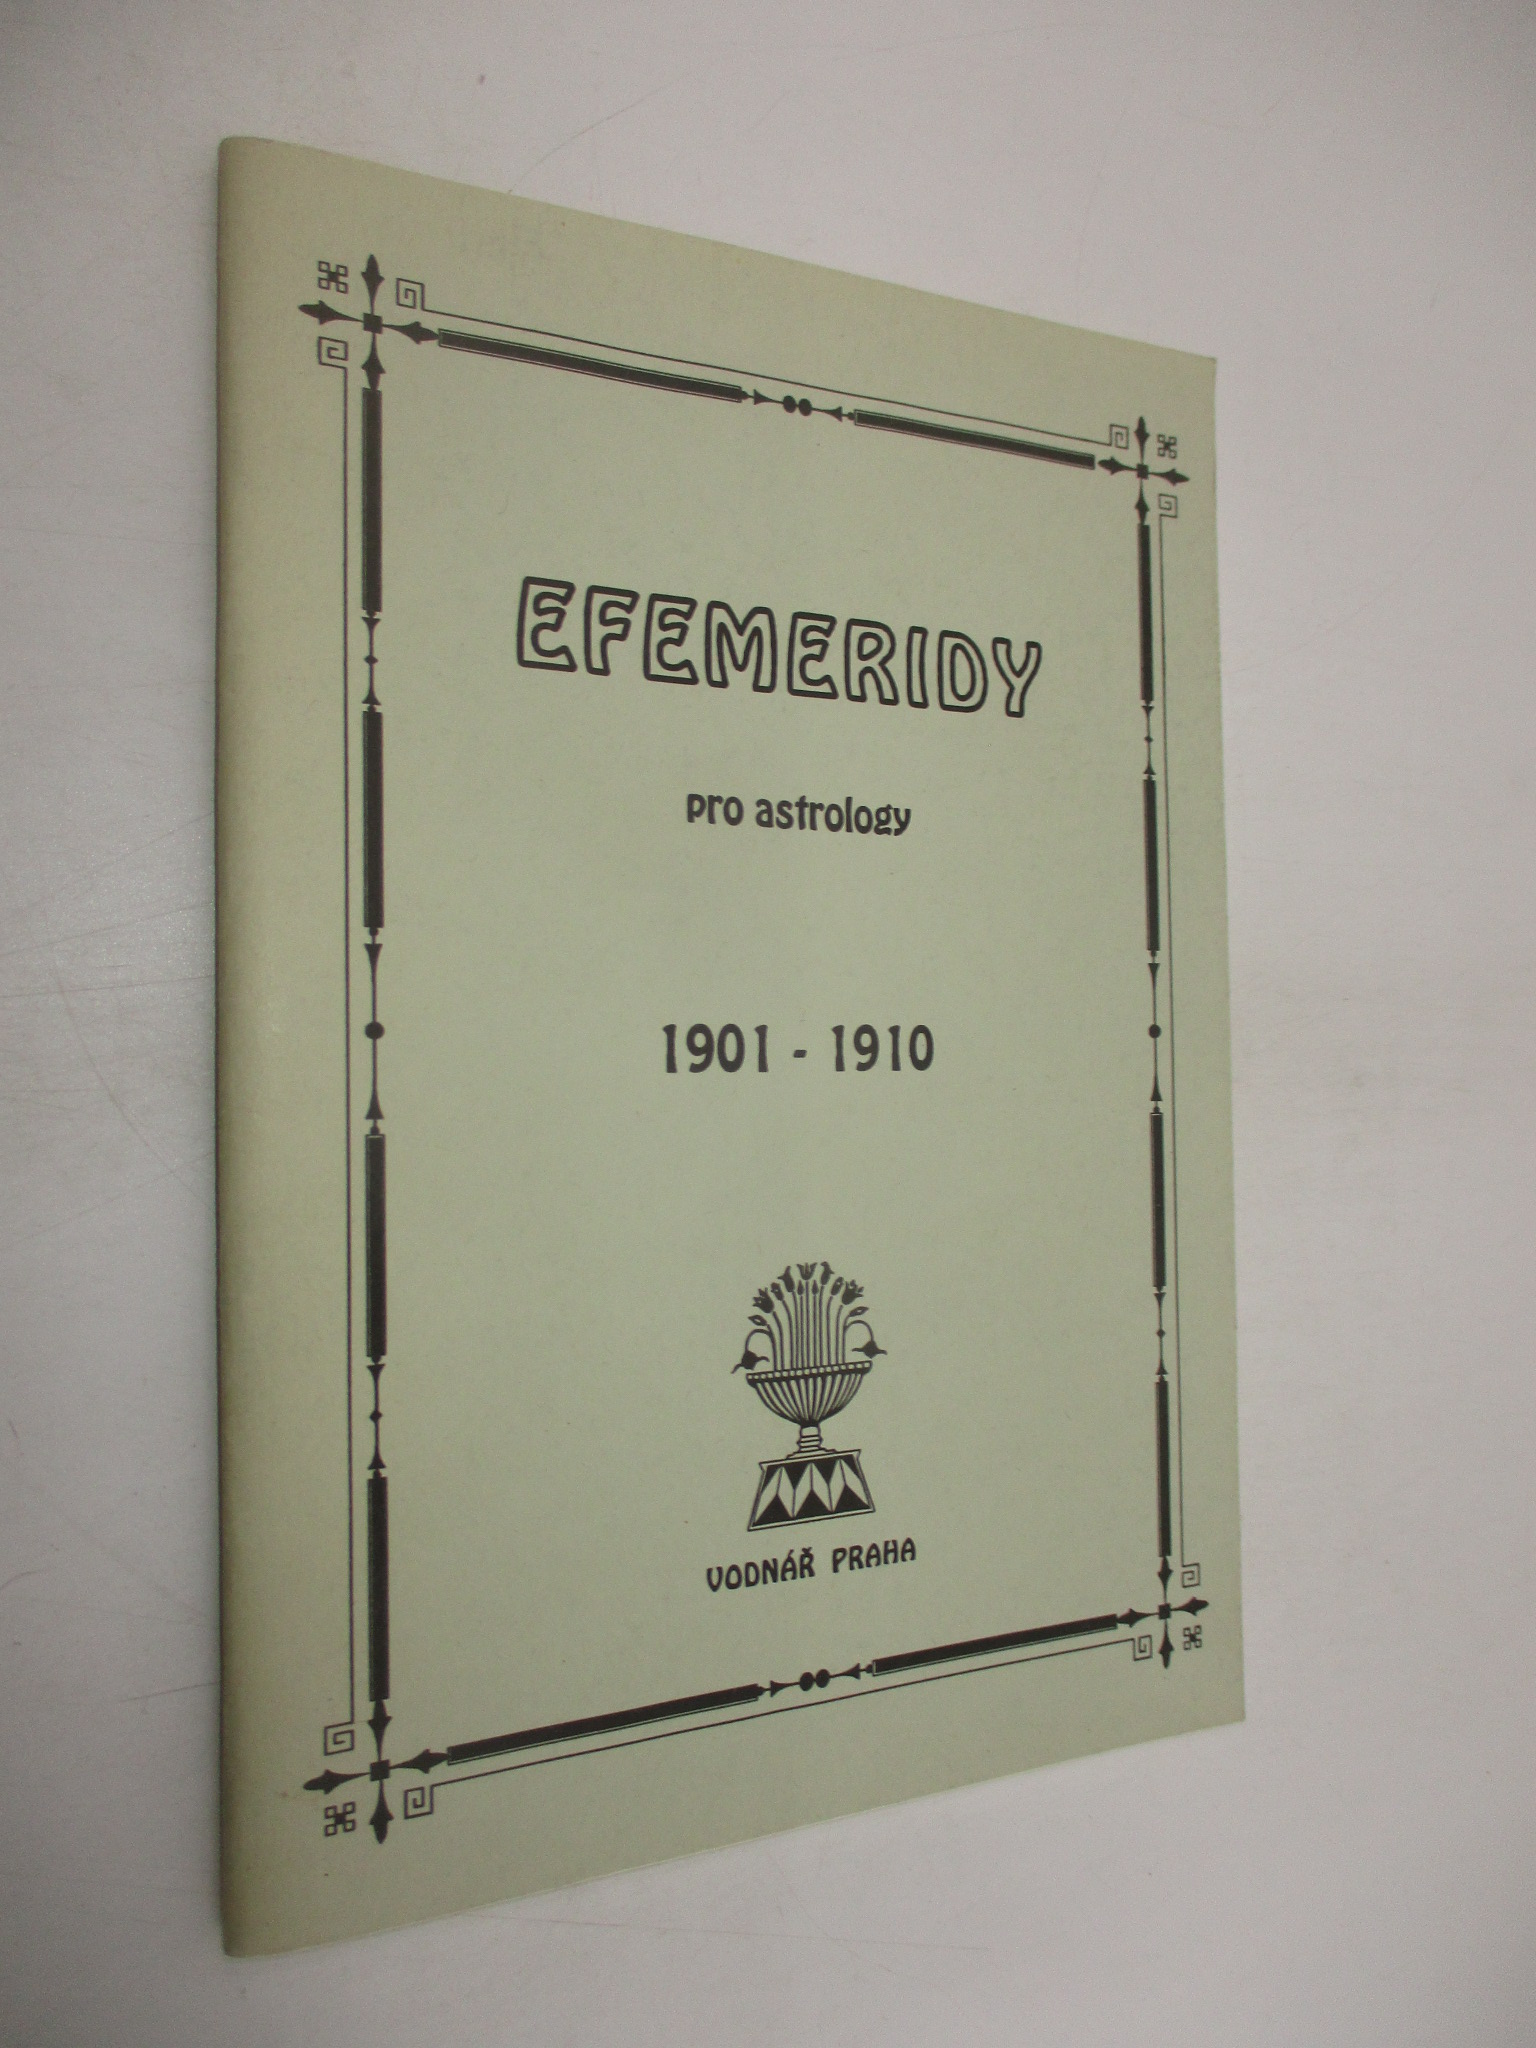 EFEMERIDY
pro astrology
1901 - 1910
VODNÁŘ PRAHA